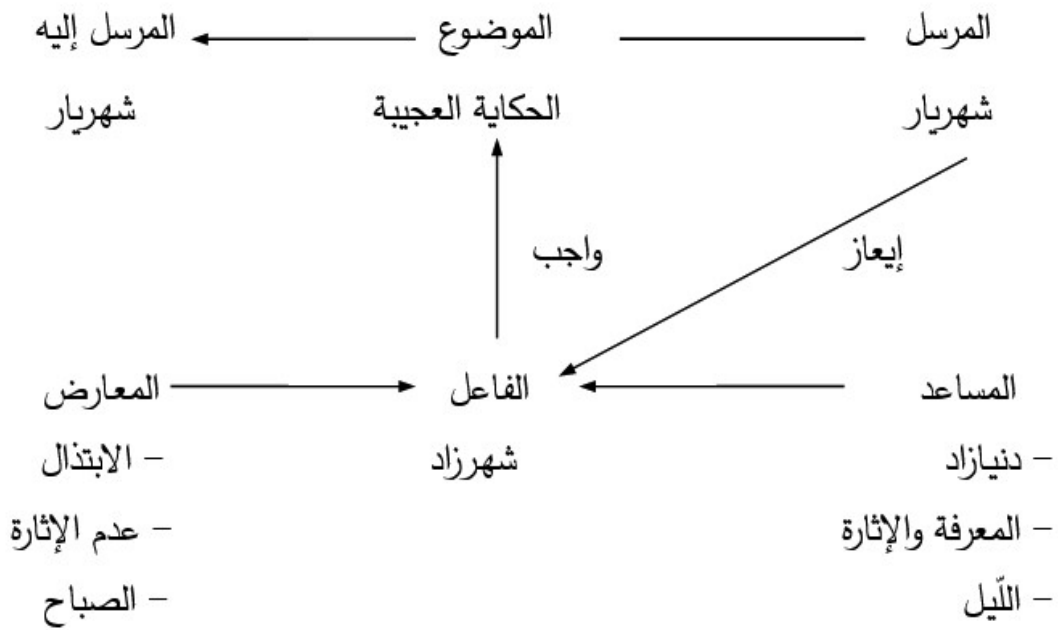 المرسل الموضوع المرسل إليه
شهريار الحكاية العجيبة شهريار
إيعاز واجب
المساعد الفاعل المعارض
– دنيازاد شهرزاد – الابتذال
– المعرفة والإثارة – عدم الإثارة
– اللّيل – الصباح